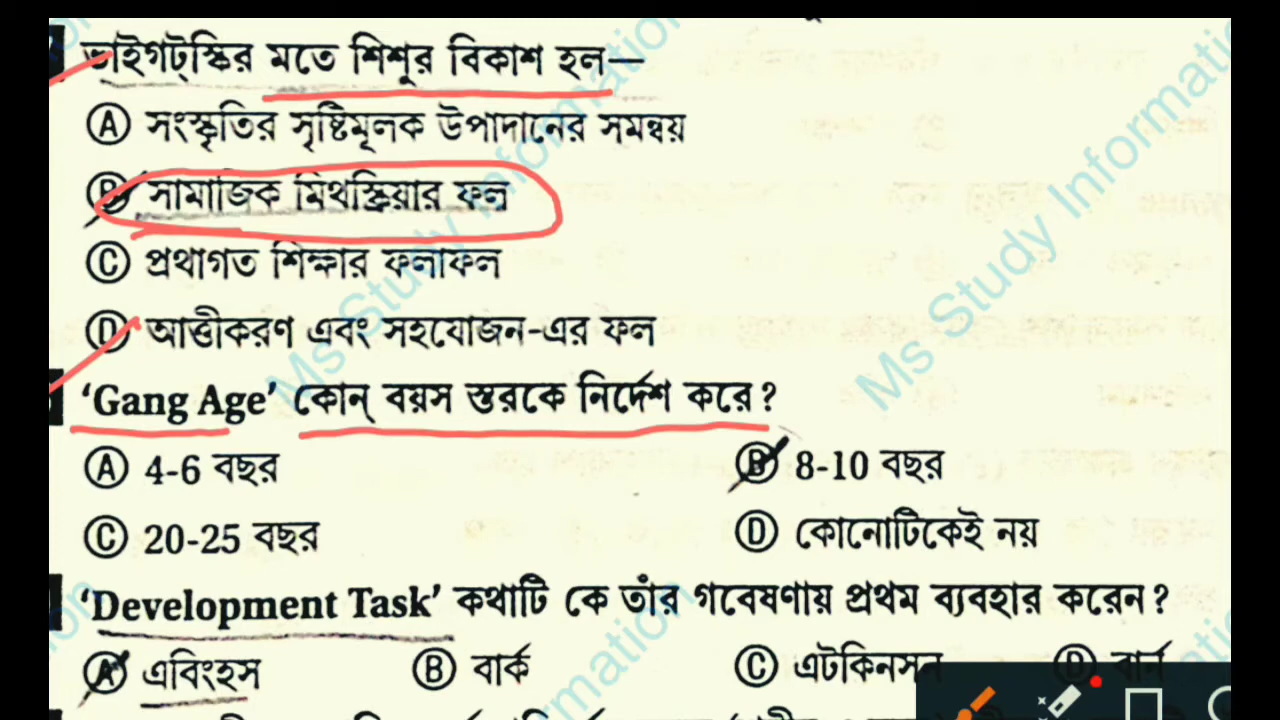 ভাইগট্‌স্কির মতে শিশুর বিকাশ হল—
Ⓐ সংস্কৃতির সৃষ্টিমূলক উপাদানের সমন্বয়
Ⓑ সামাজিক মিথস্ক্রিয়ার ফল
Ⓒ প্রথাগত শিক্ষার ফলাফল
Ⓓ আত্তীকরণ এবং সহযোজন-এর ফল
‘Gang Age’ কোন্ বয়স স্তরকে নির্দেশ করে?
Ⓐ 4-6 বছর Ⓑ 8-10 বছর
Ⓒ 20-25 বছর Ⓓ কোনোটিকেই নয়
‘Development Task’ কথাটি কে তাঁর গবেষণায় প্রথম ব্যবহার করেন?
Ⓐ এবিংহস Ⓑ বার্ক Ⓒ এটকিনসন Ⓓ বার্ন
Ms Study Information
Ms Study Information